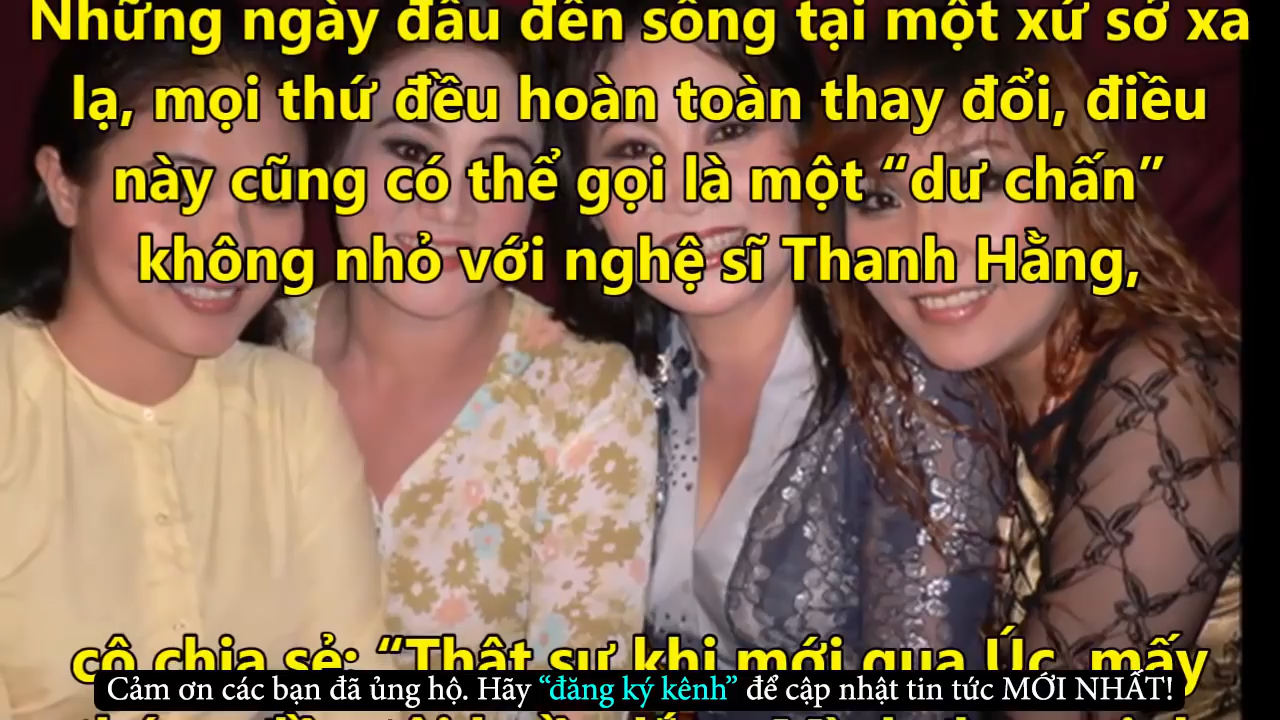 Những ngày đầu đến sống tại một xứ sở xa
lạ, mọi thứ đều hoàn toàn thay đổi, điều
này cũng có thể gọi là một “dư chấn”
không nhỏ với nghệ sĩ Thanh Hằng,
cô chia sẻ: “Thật sự khi mới qua Úc, mấy
Cảm ơn các bạn đã ủng hộ. Hãy “đăng ký kênh” để cập nhật tin tức MỚI NHẤT!